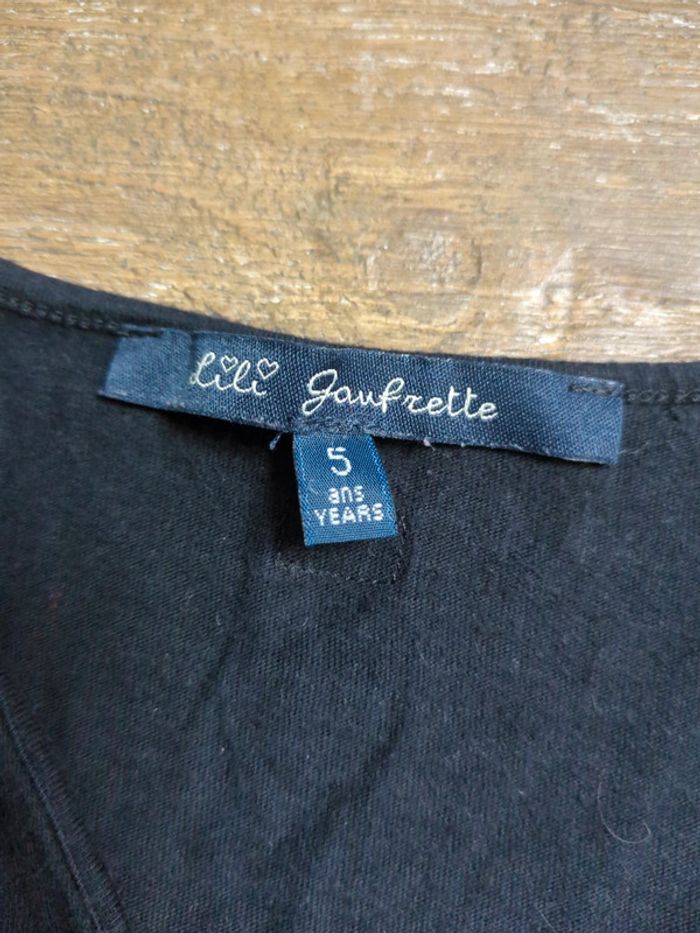 Lili Gaufrette
5
ans
YEARS